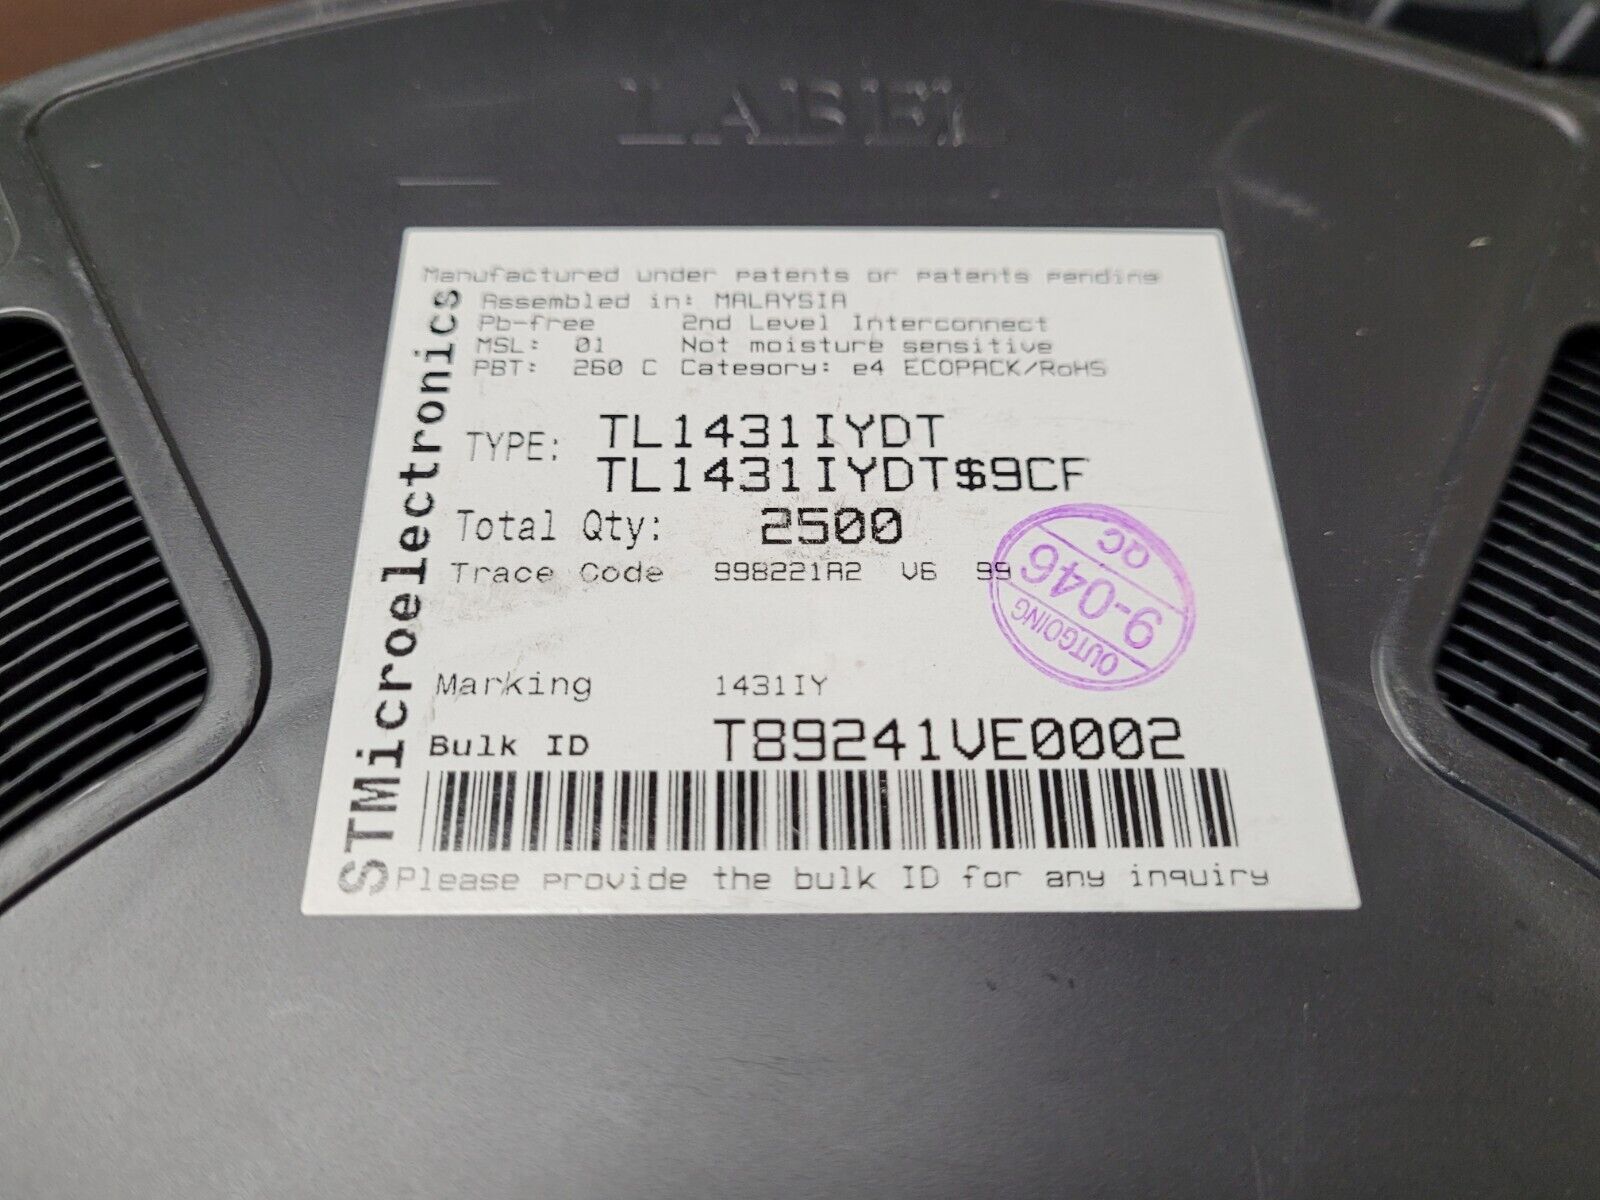 LABEL
Manufactured under patents or patents pending
Assembled in: MALAYSIA
Pb-free 2nd Level Interconnect
MSL: 01 Not moisture sensitive
PBT: 260 C Category: e4 ECOPACK/RoHS
TYPE: TL1431IYDT
TL1431IYDT$9CF
Total Qty: 2500
Trace Code 998221A2 V6 99
Marking 1431IY
Bulk ID T89241VE0002
Please provide the bulk ID for any inquiry
STMicroelectronics
OUTGOING
9-046
QC